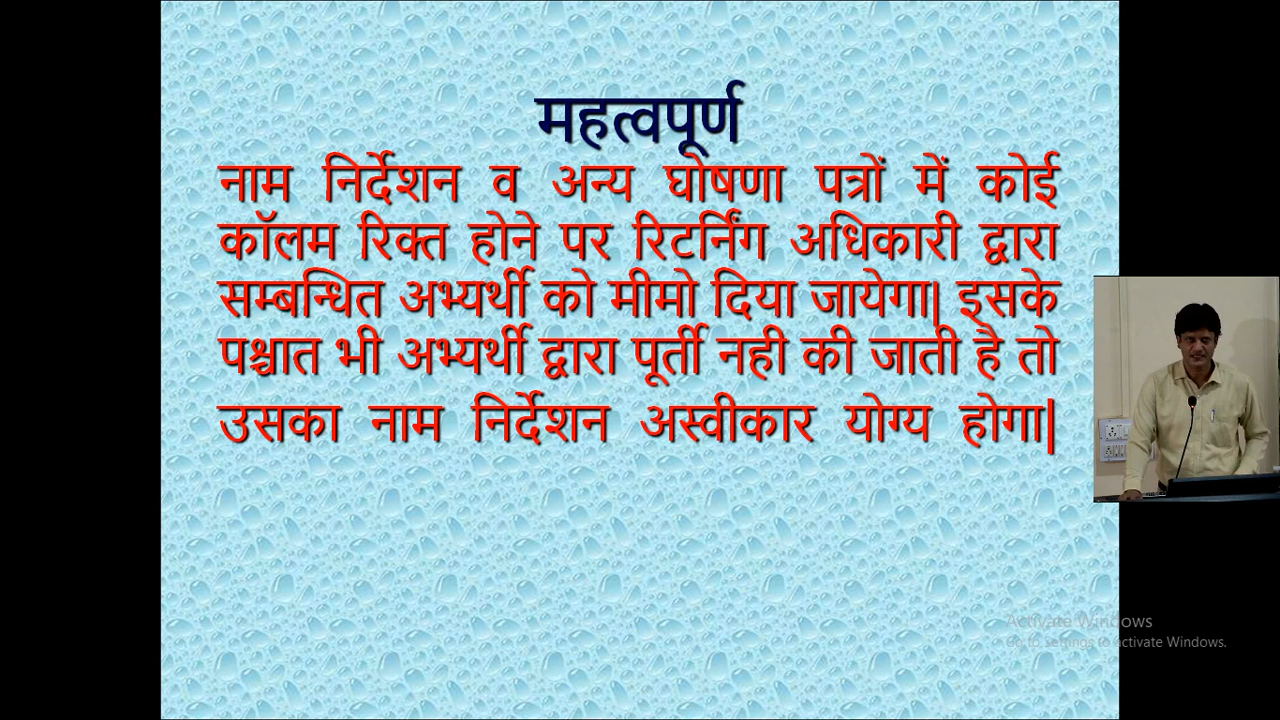 महत्वपूर्ण
नाम निर्देशन व अन्य घोषणा पत्रों में कोई
कॉलम रिक्त होने पर रिटर्निंग अधिकारी द्वारा
सम्बन्धित अभ्यर्थी को मीमो दिया जायेगा| इसके
पश्चात भी अभ्यर्थी द्वारा पूर्ती नही की जाती है तो
उसका नाम निर्देशन अस्वीकार योग्य होगा|
Activate Windows
Go to Settings to activate Windows.